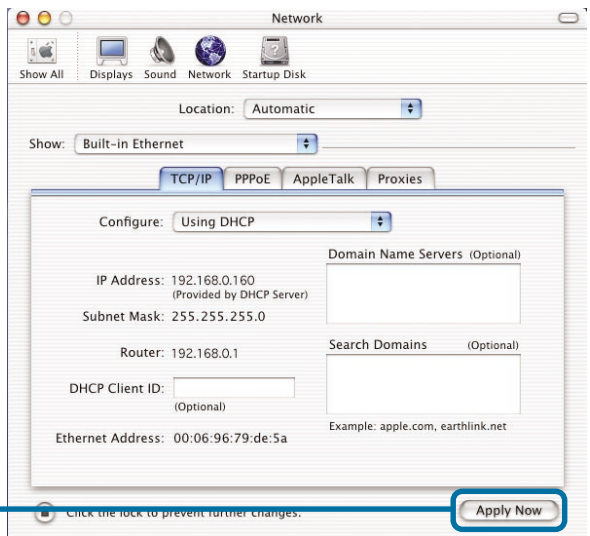 Network
Show All
Displays
Sound
Network
Startup Disk
Location: Automatic
Show: Built-in Ethernet
TCP/IP
PPPoE
AppleTalk
Proxies
Configure: Using DHCP
Domain Name Servers (Optional)
IP Address: 192.168.0.160
(Provided by DHCP Server)
Subnet Mask: 255.255.255.0
Router: 192.168.0.1
Search Domains (Optional)
DHCP Client ID:
(Optional)
Example: apple.com, earthlink.net
Ethernet Address: 00:06:96:79:de:5a
Click the lock to prevent further changes.
Apply Now